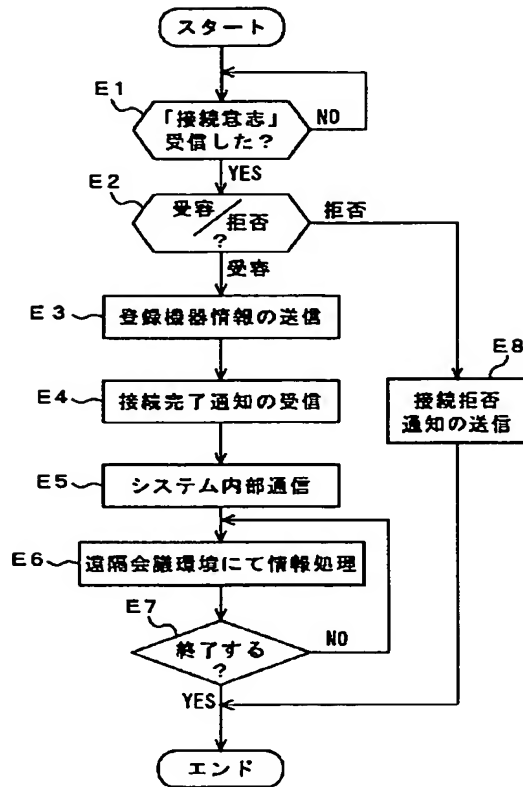 スタート
E1
「接続意志」
受信した?
NO
YES
E2
受容
/拒否
?
拒否
受容
E3
登録機器情報の送信
E8
接続拒否
通知の送信
E4
接続完了通知の受信
E5
システム内部通信
E6
遠隔会議環境にて情報処理
E7
終了する
?
NO
YES
エンド